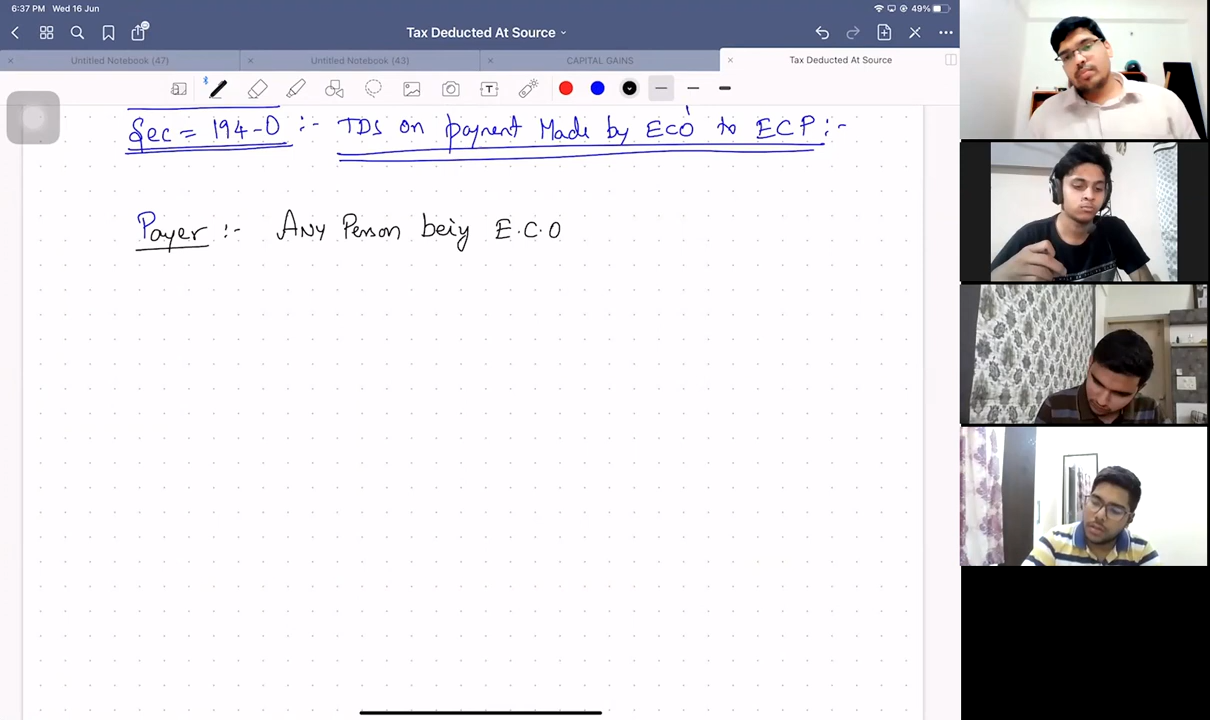 6:37 PM Wed 16 Jun
49%
Tax Deducted At Source
Untitled Notebook (47)
Untitled Notebook (43)
CAPITAL GAINS
Tax Deducted At Source
Sec = 194-O :- TDS on payment Made by ECO to ECP :-
Payer :- Any Person being E.C.O